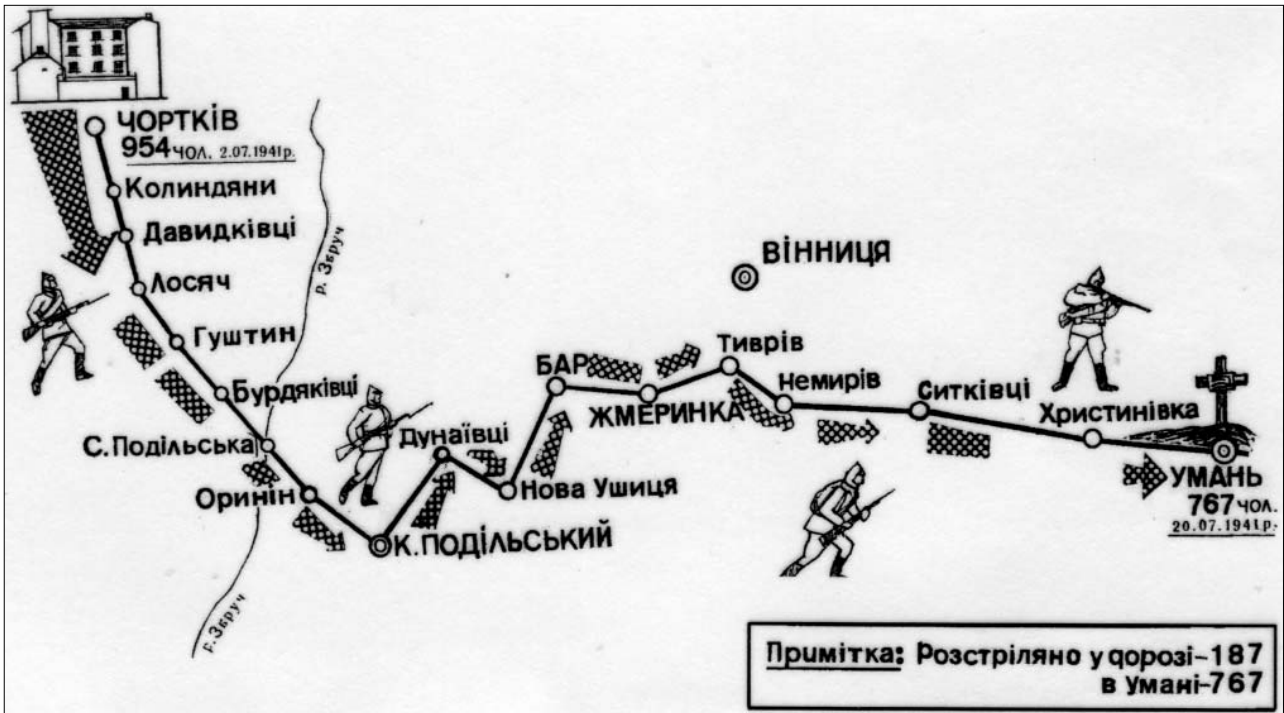 ЧОРТКІВ
954 ЧОЛ. 2.07.1941р.
Колиндяни
Давидківці
Лосяч
Гуштин
Бурдяківці
С. Подільська
Оринін
К. ПОДІЛЬСЬКИЙ
р. Збруч
р. Збруч
Дунаївці
Нова Ушиця
БАР
ЖМЕРИНКА
Тиврів
ВІННИЦЯ
Немирів
Ситківці
Христинівка
УМАНЬ
767 ЧОЛ.
20.07.1941р.
Примітка: Розстріляно у дорозі-187
в Умані-767